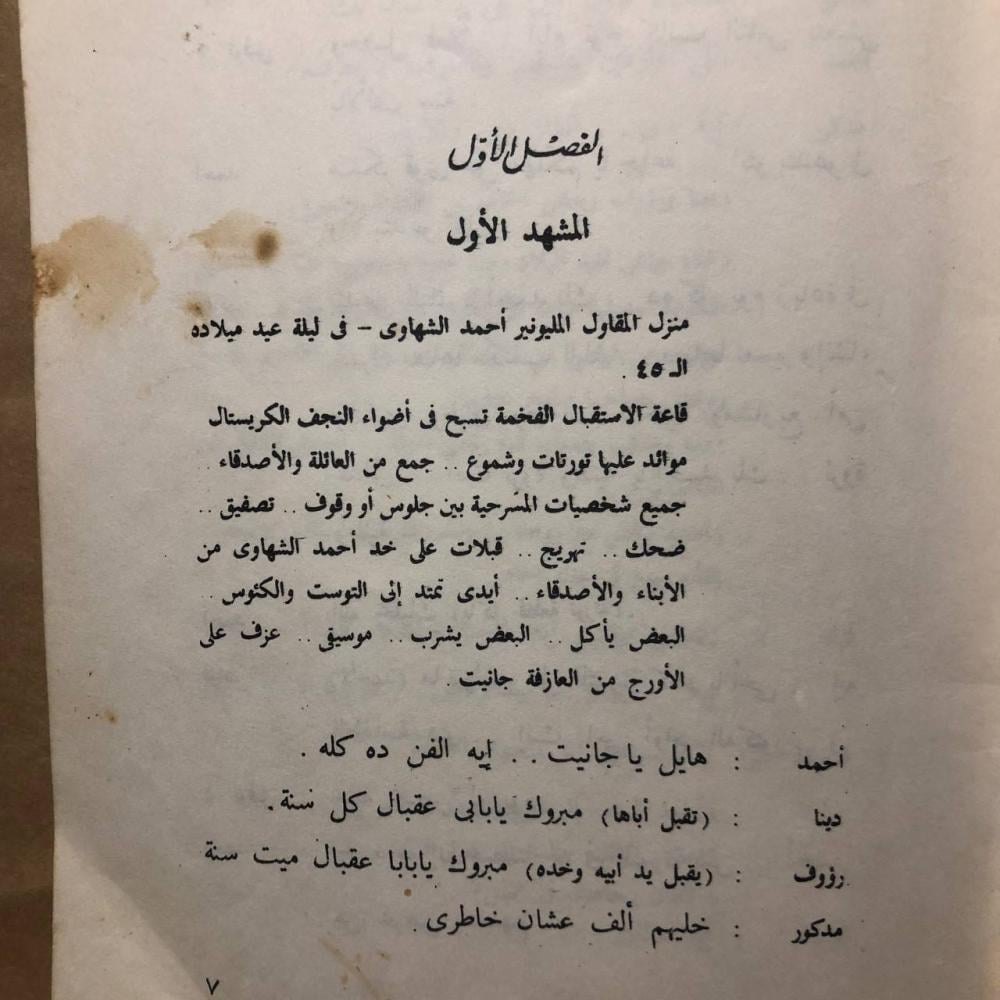 الفصل الأول
المشهد الأول
منزل المقاول المليونير أحمد الشهاوى – فى ليلة عيد ميلاده
الـ ٤٥ .
قاعة الاستقبال الفخمة تسبح فى أضواء النجف الكريستال
موائد عليها تورتات وشموع .. جمع من العائلة والأصدقاء ..
جميع شخصيات المسرحية بين جلوس أو وقوف .. تصفيق ..
ضحك .. تهريج .. قبلات على خد أحمد الشهاوى من
الأبناء والأصدقاء .. أيدى تمتد إلى التوست والكئوس ..
البعض يأكل .. البعض يشرب .. موسيقى .. عزف على
الأورج من العازفة جانيت .
أحمد : هايل يا جانيت .. إيه الفن ده كله .
دينا : (تقبل أباها) مبروك يابابى عقبال كل سنة .
رؤوف : (يقبل يد أبيه وخده) مبروك يابابا عقبال ميت سنة
مدكور : خليهم ألف عشان خاطرى .
٧